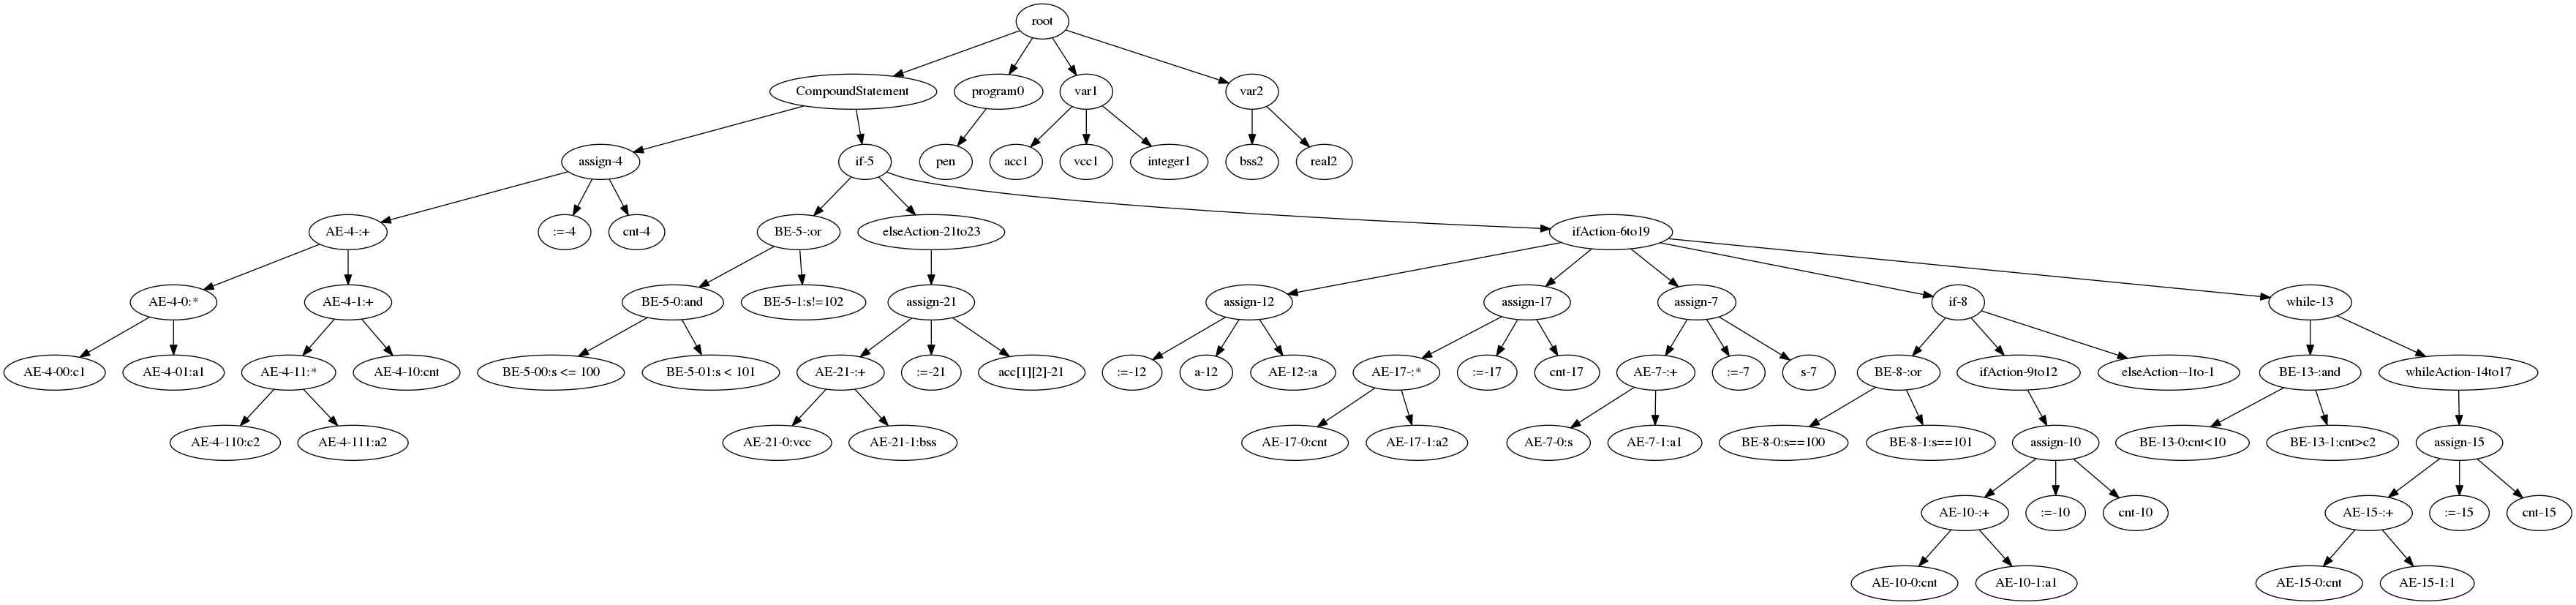 root
CompoundStatement
program0
var1
var2
assign-4
if-5
pen
acc1
vcc1
integer1
bss2
real2
AE-4-:+
:=-4
cnt-4
BE-5-:or
elseAction-21to23
ifAction-6to19
AE-4-0:*
AE-4-1:+
BE-5-0:and
BE-5-1:s!=102
assign-21
assign-12
assign-17
assign-7
if-8
while-13
AE-4-00:c1
AE-4-01:a1
AE-4-11:*
AE-4-10:cnt
BE-5-00:s <= 100
BE-5-01:s < 101
AE-21-:+
:=-21
acc[1][2]-21
:=-12
a-12
AE-12-:a
AE-17-:*
:=-17
cnt-17
AE-7-:+
:=-7
s-7
BE-8-:or
ifAction-9to12
elseAction--1to-1
BE-13-:and
whileAction-14to17
AE-4-110:c2
AE-4-111:a2
AE-21-0:vcc
AE-21-1:bss
AE-17-0:cnt
AE-17-1:a2
AE-7-0:s
AE-7-1:a1
BE-8-0:s==100
BE-8-1:s==101
assign-10
BE-13-0:cnt<10
BE-13-1:cnt>c2
assign-15
AE-10-:+
:=-10
cnt-10
AE-15-:+
:=-15
cnt-15
AE-10-0:cnt
AE-10-1:a1
AE-15-0:cnt
AE-15-1:1